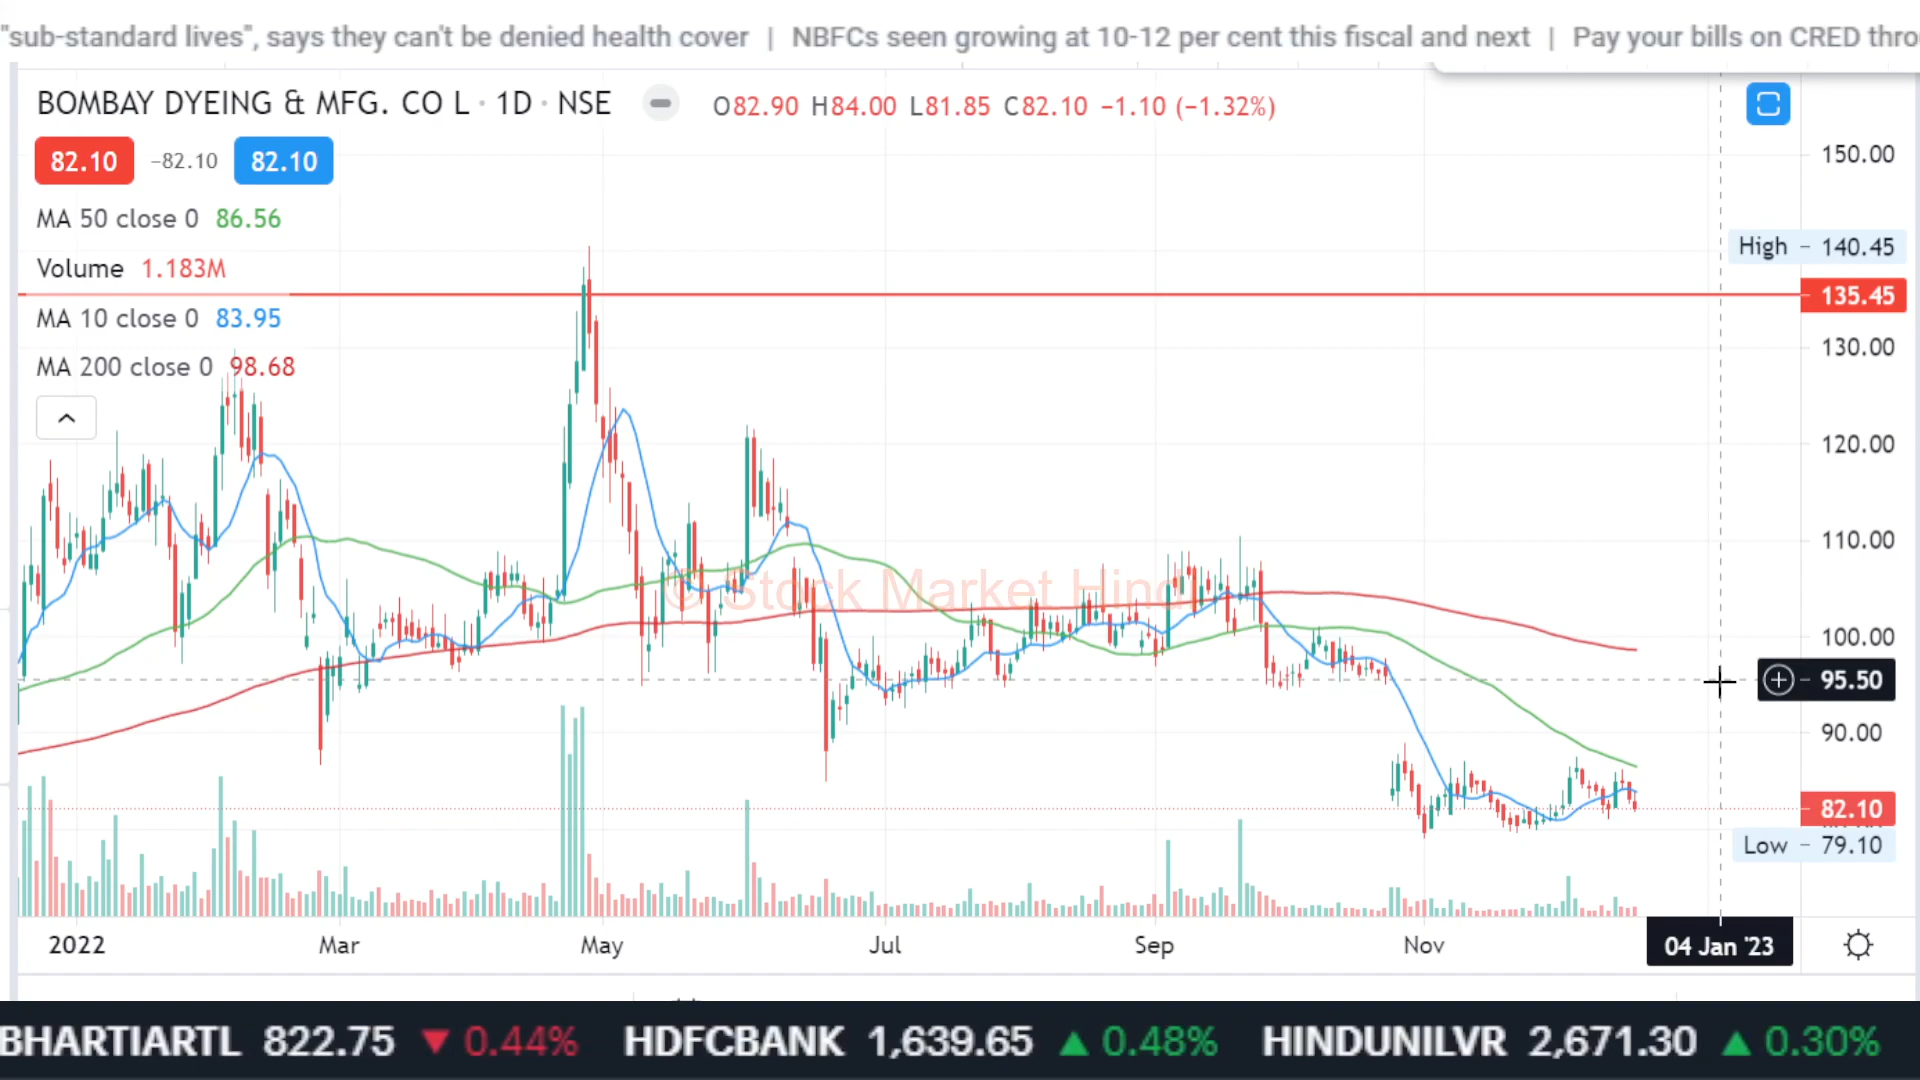 "sub-standard lives", says they can't be denied health cover | NBFCs seen growing at 10-12 per cent this fiscal and next | Pay your bills on CRED thro
BOMBAY DYEING & MFG. CO L · 1D · NSE O82.90 H84.00 L81.85 C82.10 −1.10 (−1.32%)
82.10 −82.10 82.10
MA 50 close 0 86.56
Volume 1.183M
MA 10 close 0 83.95
MA 200 close 0 98.68
150.00
High 140.45
135.45
130.00
120.00
110.00
© Stock Market Hindi
100.00
95.50
90.00
82.10
Low 79.10
2022 Mar May Jul Sep Nov 04 Jan '23
BHARTIARTL 822.75 ▼ 0.44% HDFCBANK 1,639.65 ▲ 0.48% HINDUNILVR 2,671.30 ▲ 0.30%